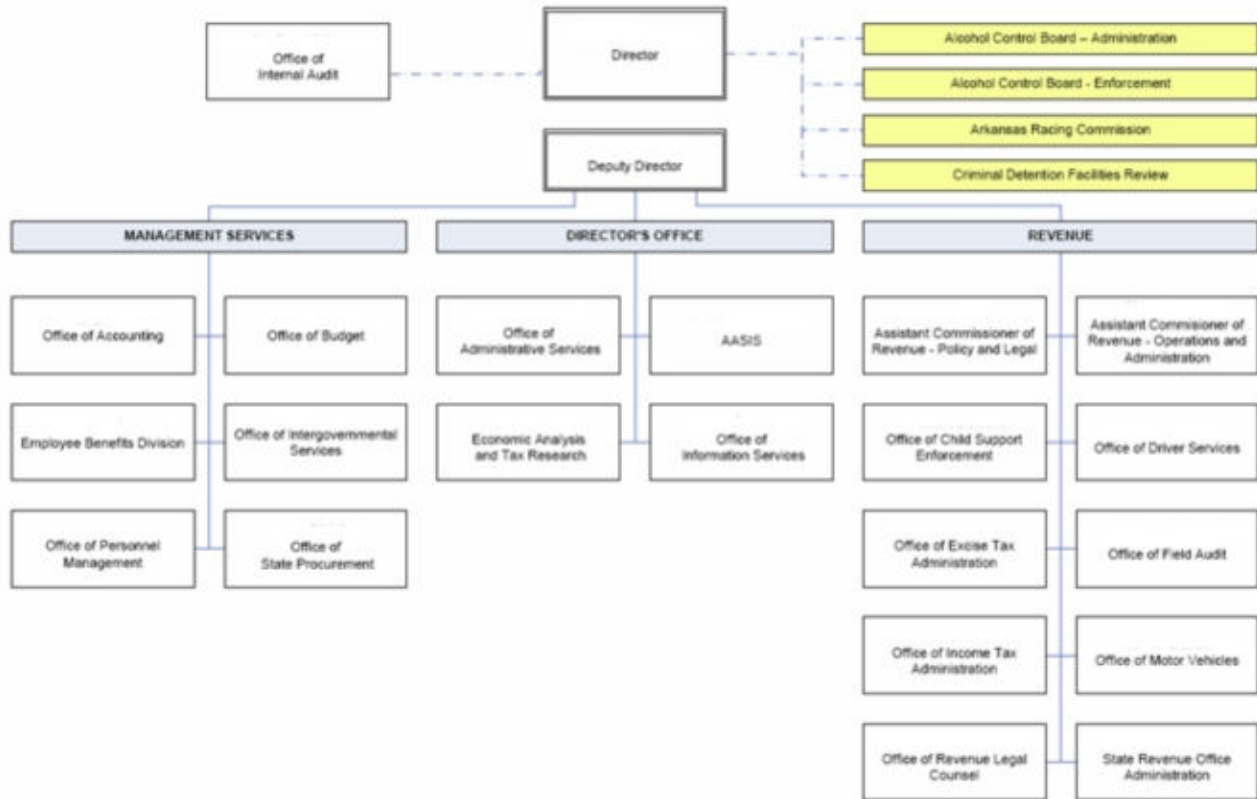 Office of
Internal Audit
Director
Alcohol Control Board – Administration
Alcohol Control Board - Enforcement
Arkansas Racing Commission
Criminal Detention Facilities Review
Deputy Director
MANAGEMENT SERVICES
DIRECTOR'S OFFICE
REVENUE
Office of Accounting
Office of Budget
Office of
Administrative Services
AASIS
Assistant Commissioner of
Revenue - Policy and Legal
Assistant Commisioner of
Revenue - Operations and
Administration
Employee Benefits Division
Office of Intergovernmental
Services
Economic Analysis
and Tax Research
Office of
Information Services
Office of Child Support
Enforcement
Office of Driver Services
Office of Personnel
Management
Office of
State Procurement
Office of Excise Tax
Administration
Office of Field Audit
Office of Income Tax
Administration
Office of Motor Vehicles
Office of Revenue Legal
Counsel
State Revenue Office
Administration